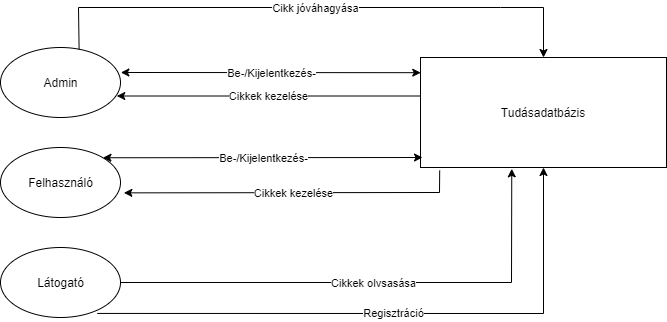 Cikk jóváhagyása
Admin
Be-/Kijelentkezés-
Cikkek kezelése
Tudásadatbázis
Felhasználó
Be-/Kijelentkezés-
Cikkek kezelése
Látogató
Cikkek olvsasása
Regisztráció